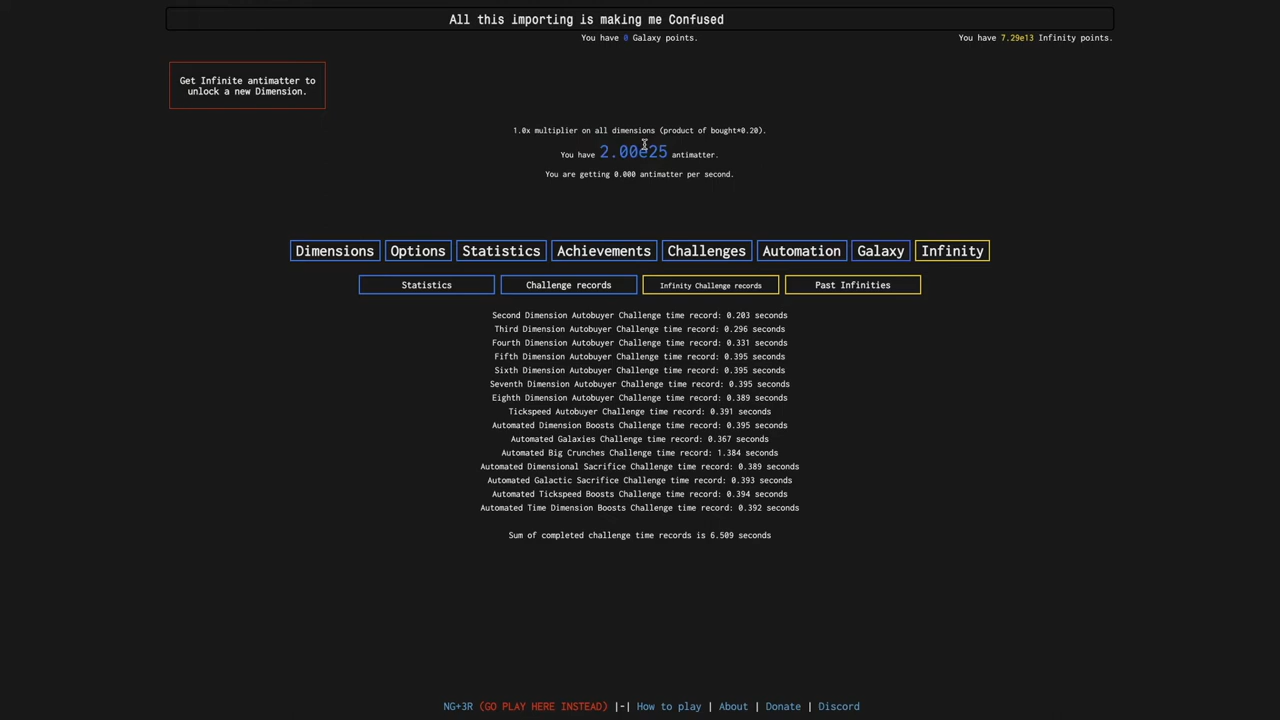 All this importing is making me Confused
You have 0 Galaxy points.
You have 7.29e13 Infinity points.
Get Infinite antimatter to
unlock a new Dimension.
1.0x multiplier on all dimensions (product of bought*0.20).
You have 2.00e25 antimatter.
You are getting 0.000 antimatter per second.
Dimensions Options Statistics Achievements Challenges Automation Galaxy Infinity
Statistics Challenge records Infinity Challenge records Past Infinities
Second Dimension Autobuyer Challenge time record: 0.203 seconds
Third Dimension Autobuyer Challenge time record: 0.296 seconds
Fourth Dimension Autobuyer Challenge time record: 0.331 seconds
Fifth Dimension Autobuyer Challenge time record: 0.395 seconds
Sixth Dimension Autobuyer Challenge time record: 0.395 seconds
Seventh Dimension Autobuyer Challenge time record: 0.395 seconds
Eighth Dimension Autobuyer Challenge time record: 0.389 seconds
Tickspeed Autobuyer Challenge time record: 0.391 seconds
Automated Dimension Boosts Challenge time record: 0.395 seconds
Automated Galaxies Challenge time record: 0.367 seconds
Automated Big Crunches Challenge time record: 1.384 seconds
Automated Dimensional Sacrifice Challenge time record: 0.389 seconds
Automated Galactic Sacrifice Challenge time record: 0.393 seconds
Automated Tickspeed Boosts Challenge time record: 0.394 seconds
Automated Time Dimension Boosts Challenge time record: 0.392 seconds
Sum of completed challenge time records is 6.509 seconds
NG+3R (GO PLAY HERE INSTEAD) |-| How to play | About | Donate | Discord